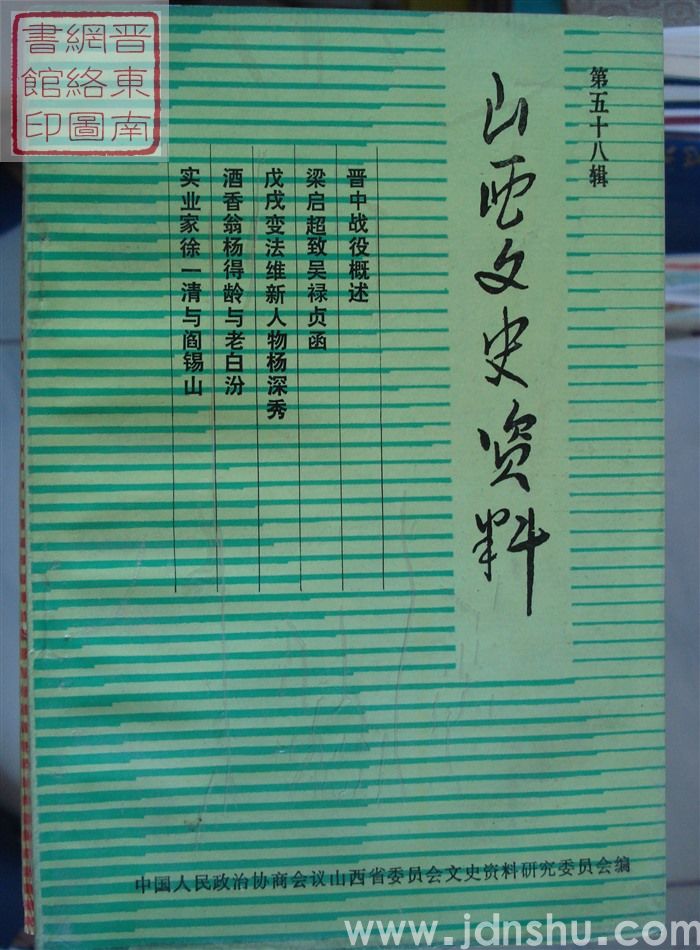 晋東南
網絡圖
書館印
第五十八辑
山西文史资料
晋中战役概述
梁启超致吴禄贞函
戊戌变法维新人物杨深秀
酒香翁杨得龄与老白汾
实业家徐一清与阎锡山
中国人民政治协商会议山西省委员会文史资料研究委员会编
www.jdnshu.com